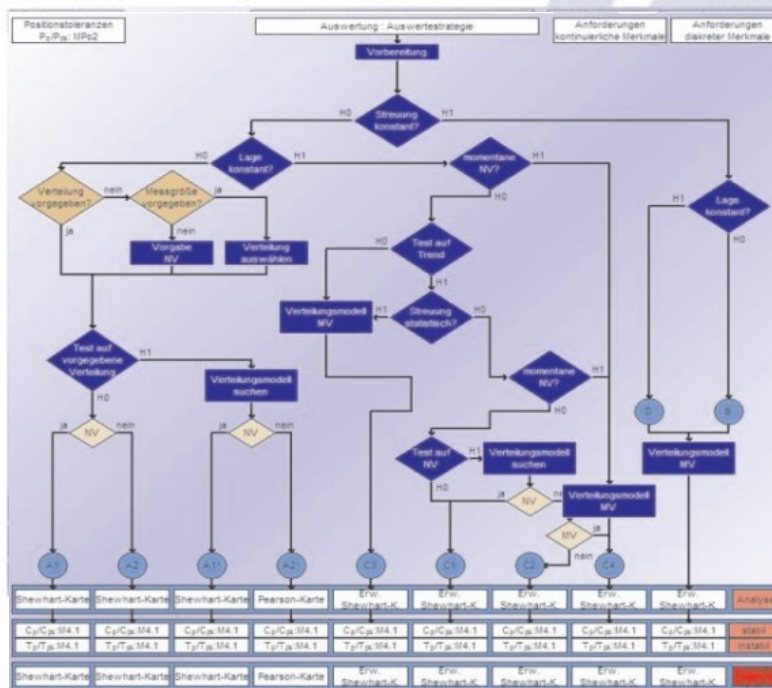 Positionstoleranzen
Pp/Ppk: MPo2
Auswertung : Auswertestrategie
Anforderungen
kontinuierliche Merkmale
Anforderungen
diskreter Merkmale
Vorbereitung
H0
Streuung
konstant?
H1
H0
Lage
konstant?
H1
momentane
NV?
H1
H0
Verteilung
vorgegeben?
nein
Messgröße
vorgegeben?
ja
H1
Lage
konstant?
H0
ja
nein
Vorgabe
NV
Verteilung
auswählen
H0
Test auf
Trend
H1
Verteilungsmodell
MV
H1
Streuung
statistisch?
H0
Test auf
vorgegebene
Verteilung
H1
H0
Verteilungsmodell
suchen
momentane
NV?
H1
H0
D
B
ja
NV
nein
ja
NV
nein
Test auf
NV
H1
H0
Verteilungsmodell
suchen
Verteilungsmodell
MV
ja
NV
Verteilungsmodell
MV
MV
ja
nein
A1
A2
A1*
A2*
C3
C1
C2
C4
Shewhart-Karte
Shewhart-Karte
Shewhart-Karte
Pearson-Karte
Erw.
Shewhart-K.
Erw.
Shewhart-K.
Erw.
Shewhart-K.
Erw.
Shewhart-K.
Erw.
Shewhart-K.
Analyse
Cp/Cpk:M4.1
Cp/Cpk:M4.1
Cp/Cpk:M4.1
Cp/Cpk:M4.1
Cp/Cpk:M4.1
Cp/Cpk:M4.1
Cp/Cpk:M4.1
Cp/Cpk:M4.1
Cp/Cpk:M4.1
stabil
Tp/Tpk:M4.1
Tp/Tpk:M4.1
Tp/Tpk:M4.1
Tp/Tpk:M4.1
Tp/Tpk:M4.1
Tp/Tpk:M4.1
Tp/Tpk:M4.1
Tp/Tpk:M4.1
Tp/Tpk:M4.1
instabil
Shewhart-Karte
Shewhart-Karte
Shewhart-Karte
Pearson-Karte
Erw.
Shewhart-K.
Erw.
Shewhart-K.
Erw.
Shewhart-K.
Erw.
Shewhart-K.
Erw.
Shewhart-K.